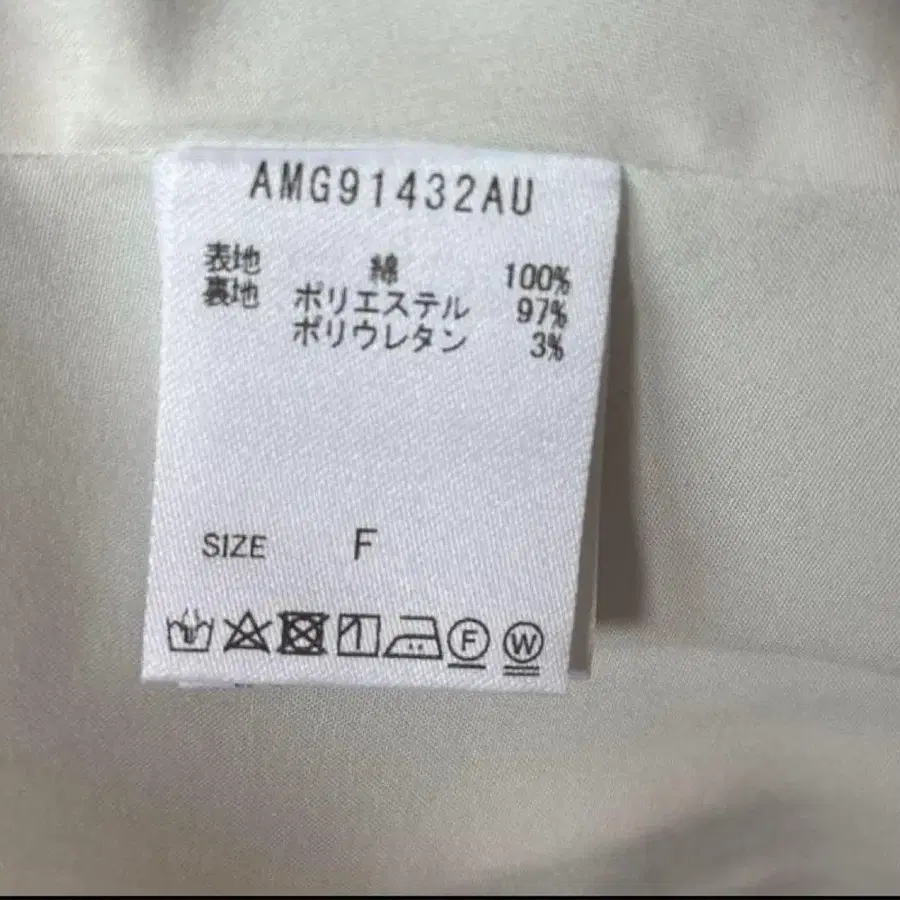 AMG91432AU
表地 綿 100%
裏地 ポリエステル 97%
ポリウレタン 3%
SIZE F
F W